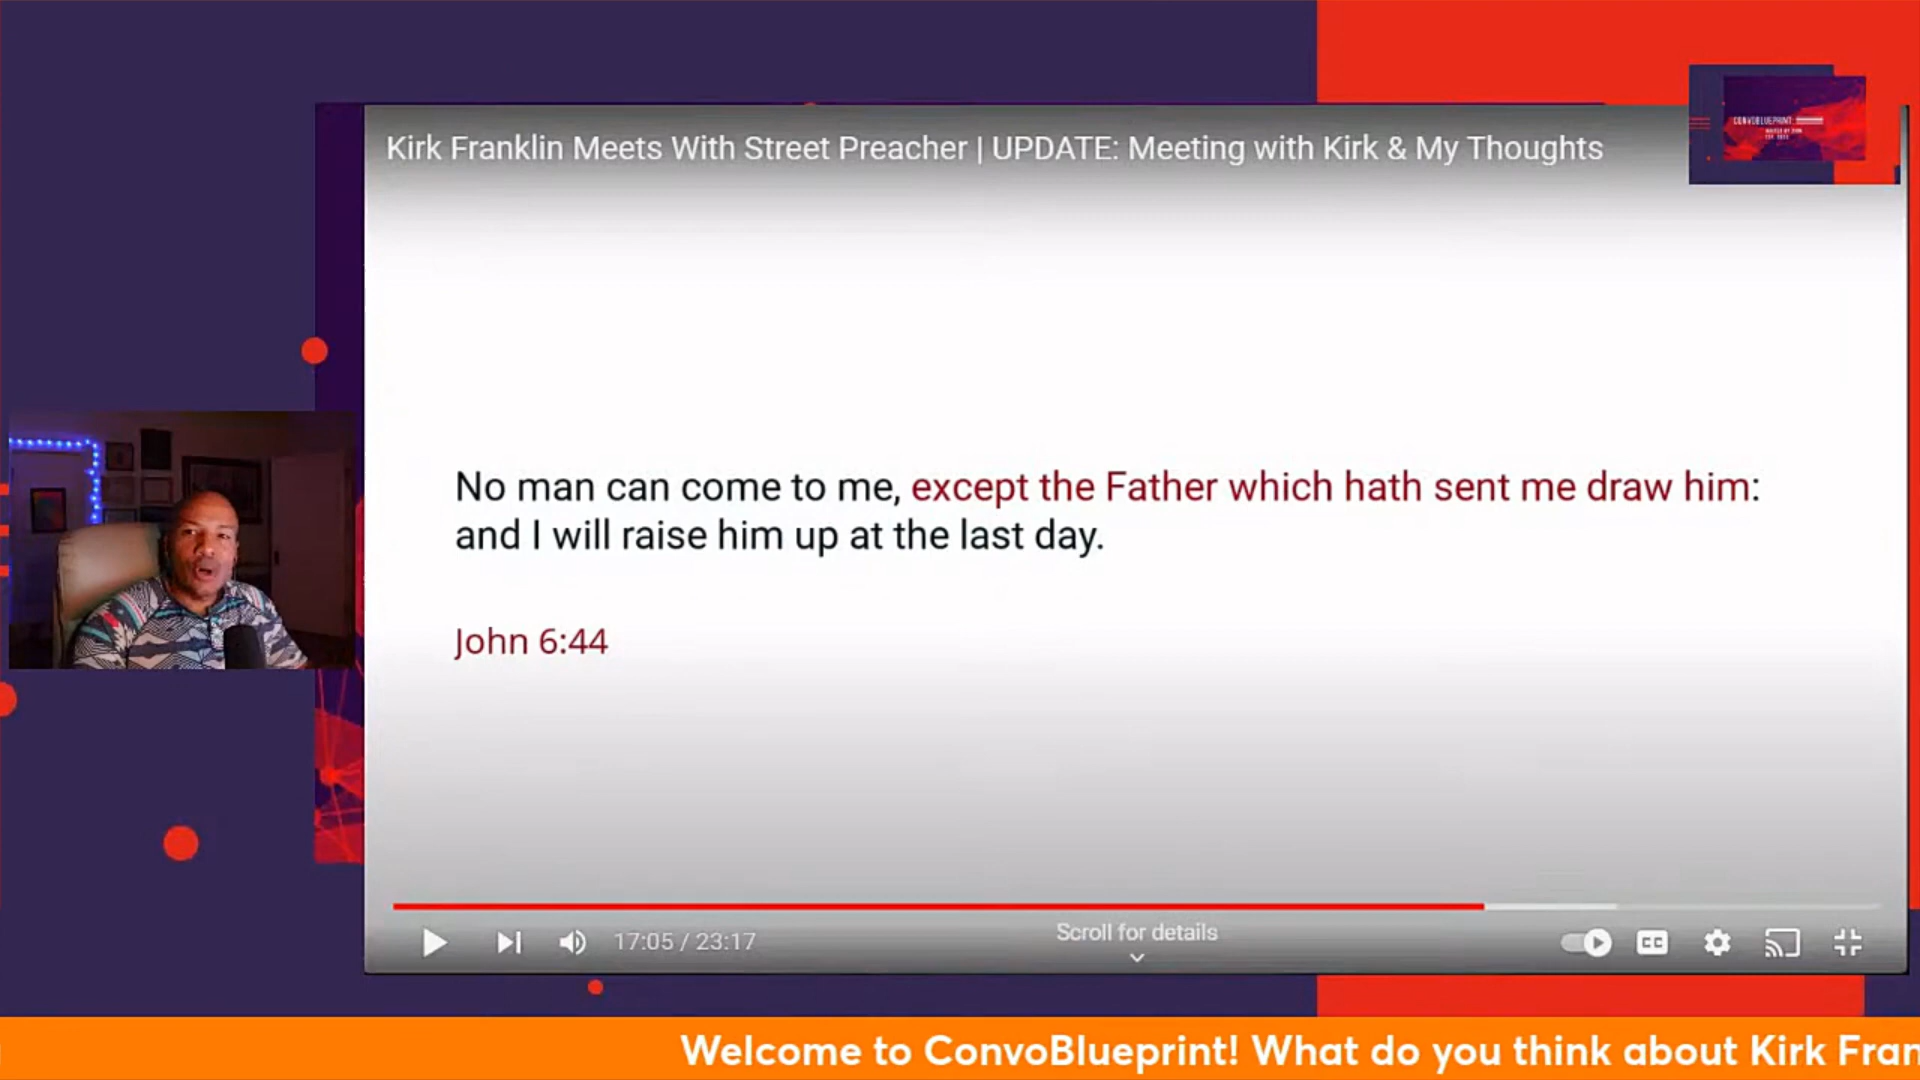 Kirk Franklin Meets With Street Preacher | UPDATE: Meeting with Kirk & My Thoughts
CONVOBLUEPRINT
No man can come to me, except the Father which hath sent me draw him:
and I will raise him up at the last day.
John 6:44
17:05 / 23:17
Scroll for details
CC
Welcome to ConvoBlueprint! What do you think about Kirk Fran